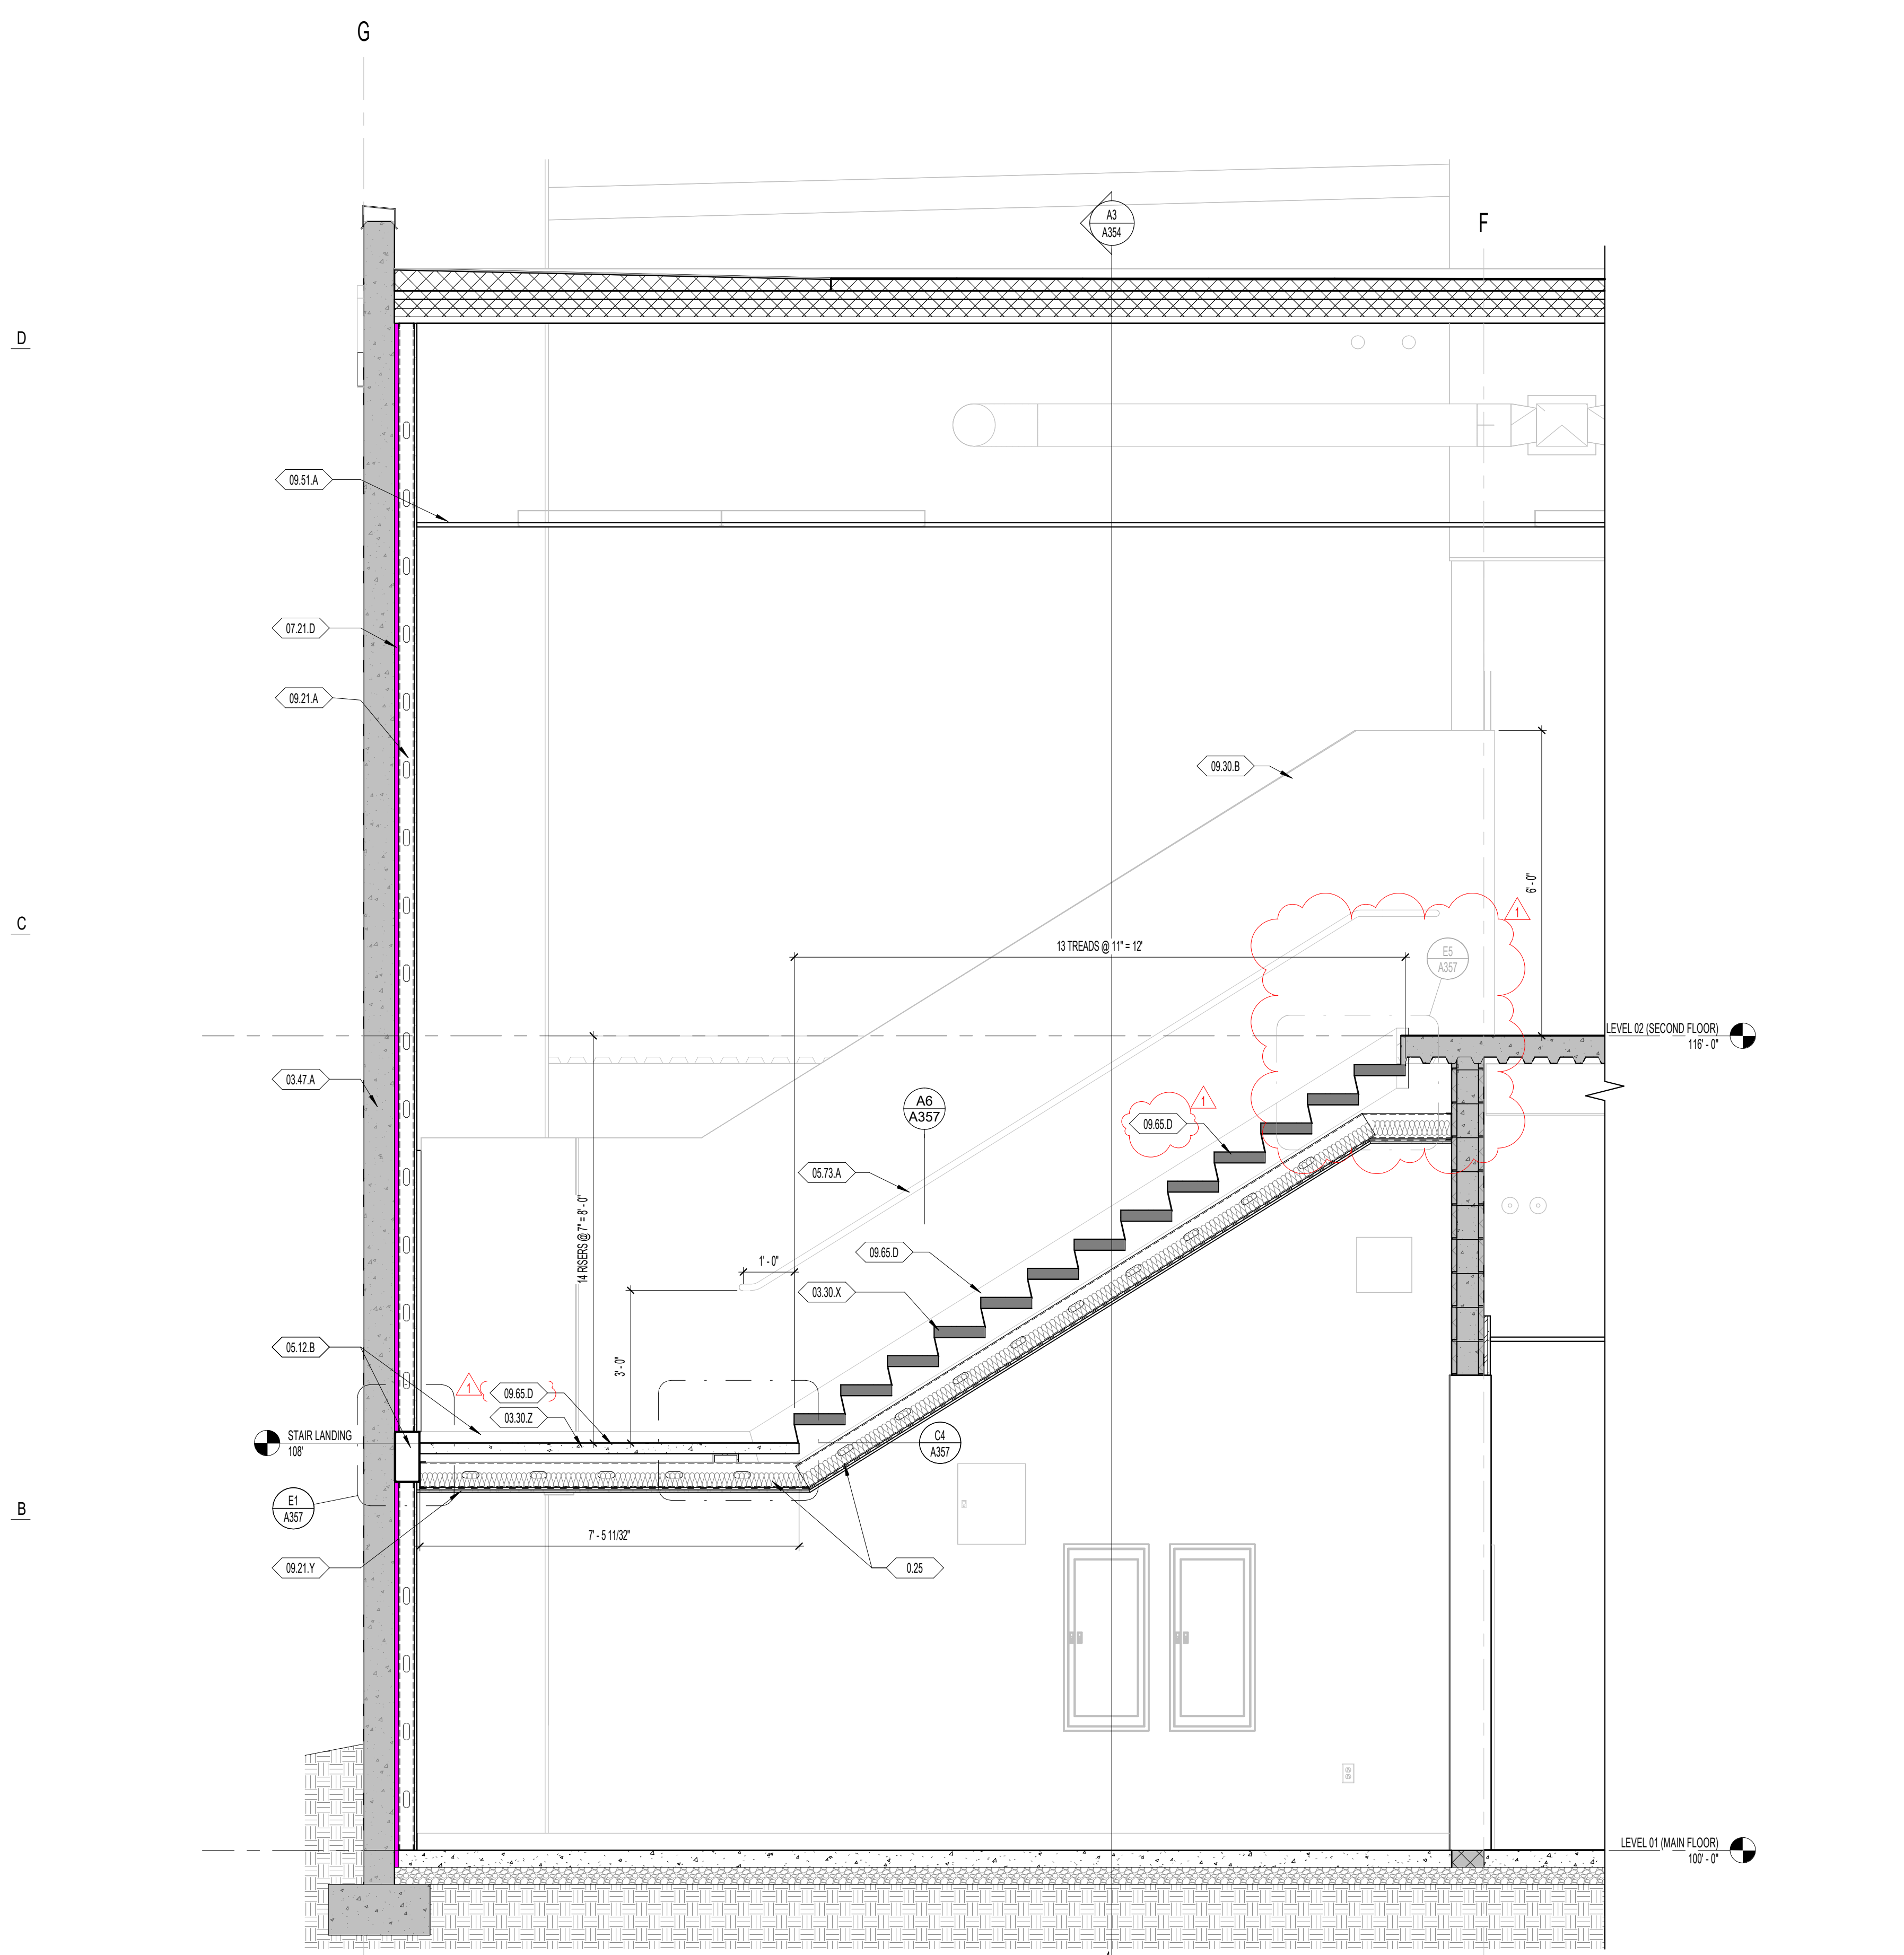 G
A3
A354
F
D
09.51.A
07.21.D
09.21.A
09.30.B
6' - 0"
1
C
13 TREADS @ 11" = 12'
E5
A357
LEVEL 02 (SECOND FLOOR)
116' - 0"
03.47.A
A6
A357
1
09.65.D
05.73.A
14 RISERS @ 7" = 8' - 0"
09.65.D
1' - 0"
03.30.X
3' - 0"
05.12.B
1
09.65.D
03.30.Z
STAIR LANDING
108'
C4
A357
B
E1
A357
7' - 5 11/32"
09.21.Y
0.25
LEVEL 01 (MAIN FLOOR)
100' - 0"